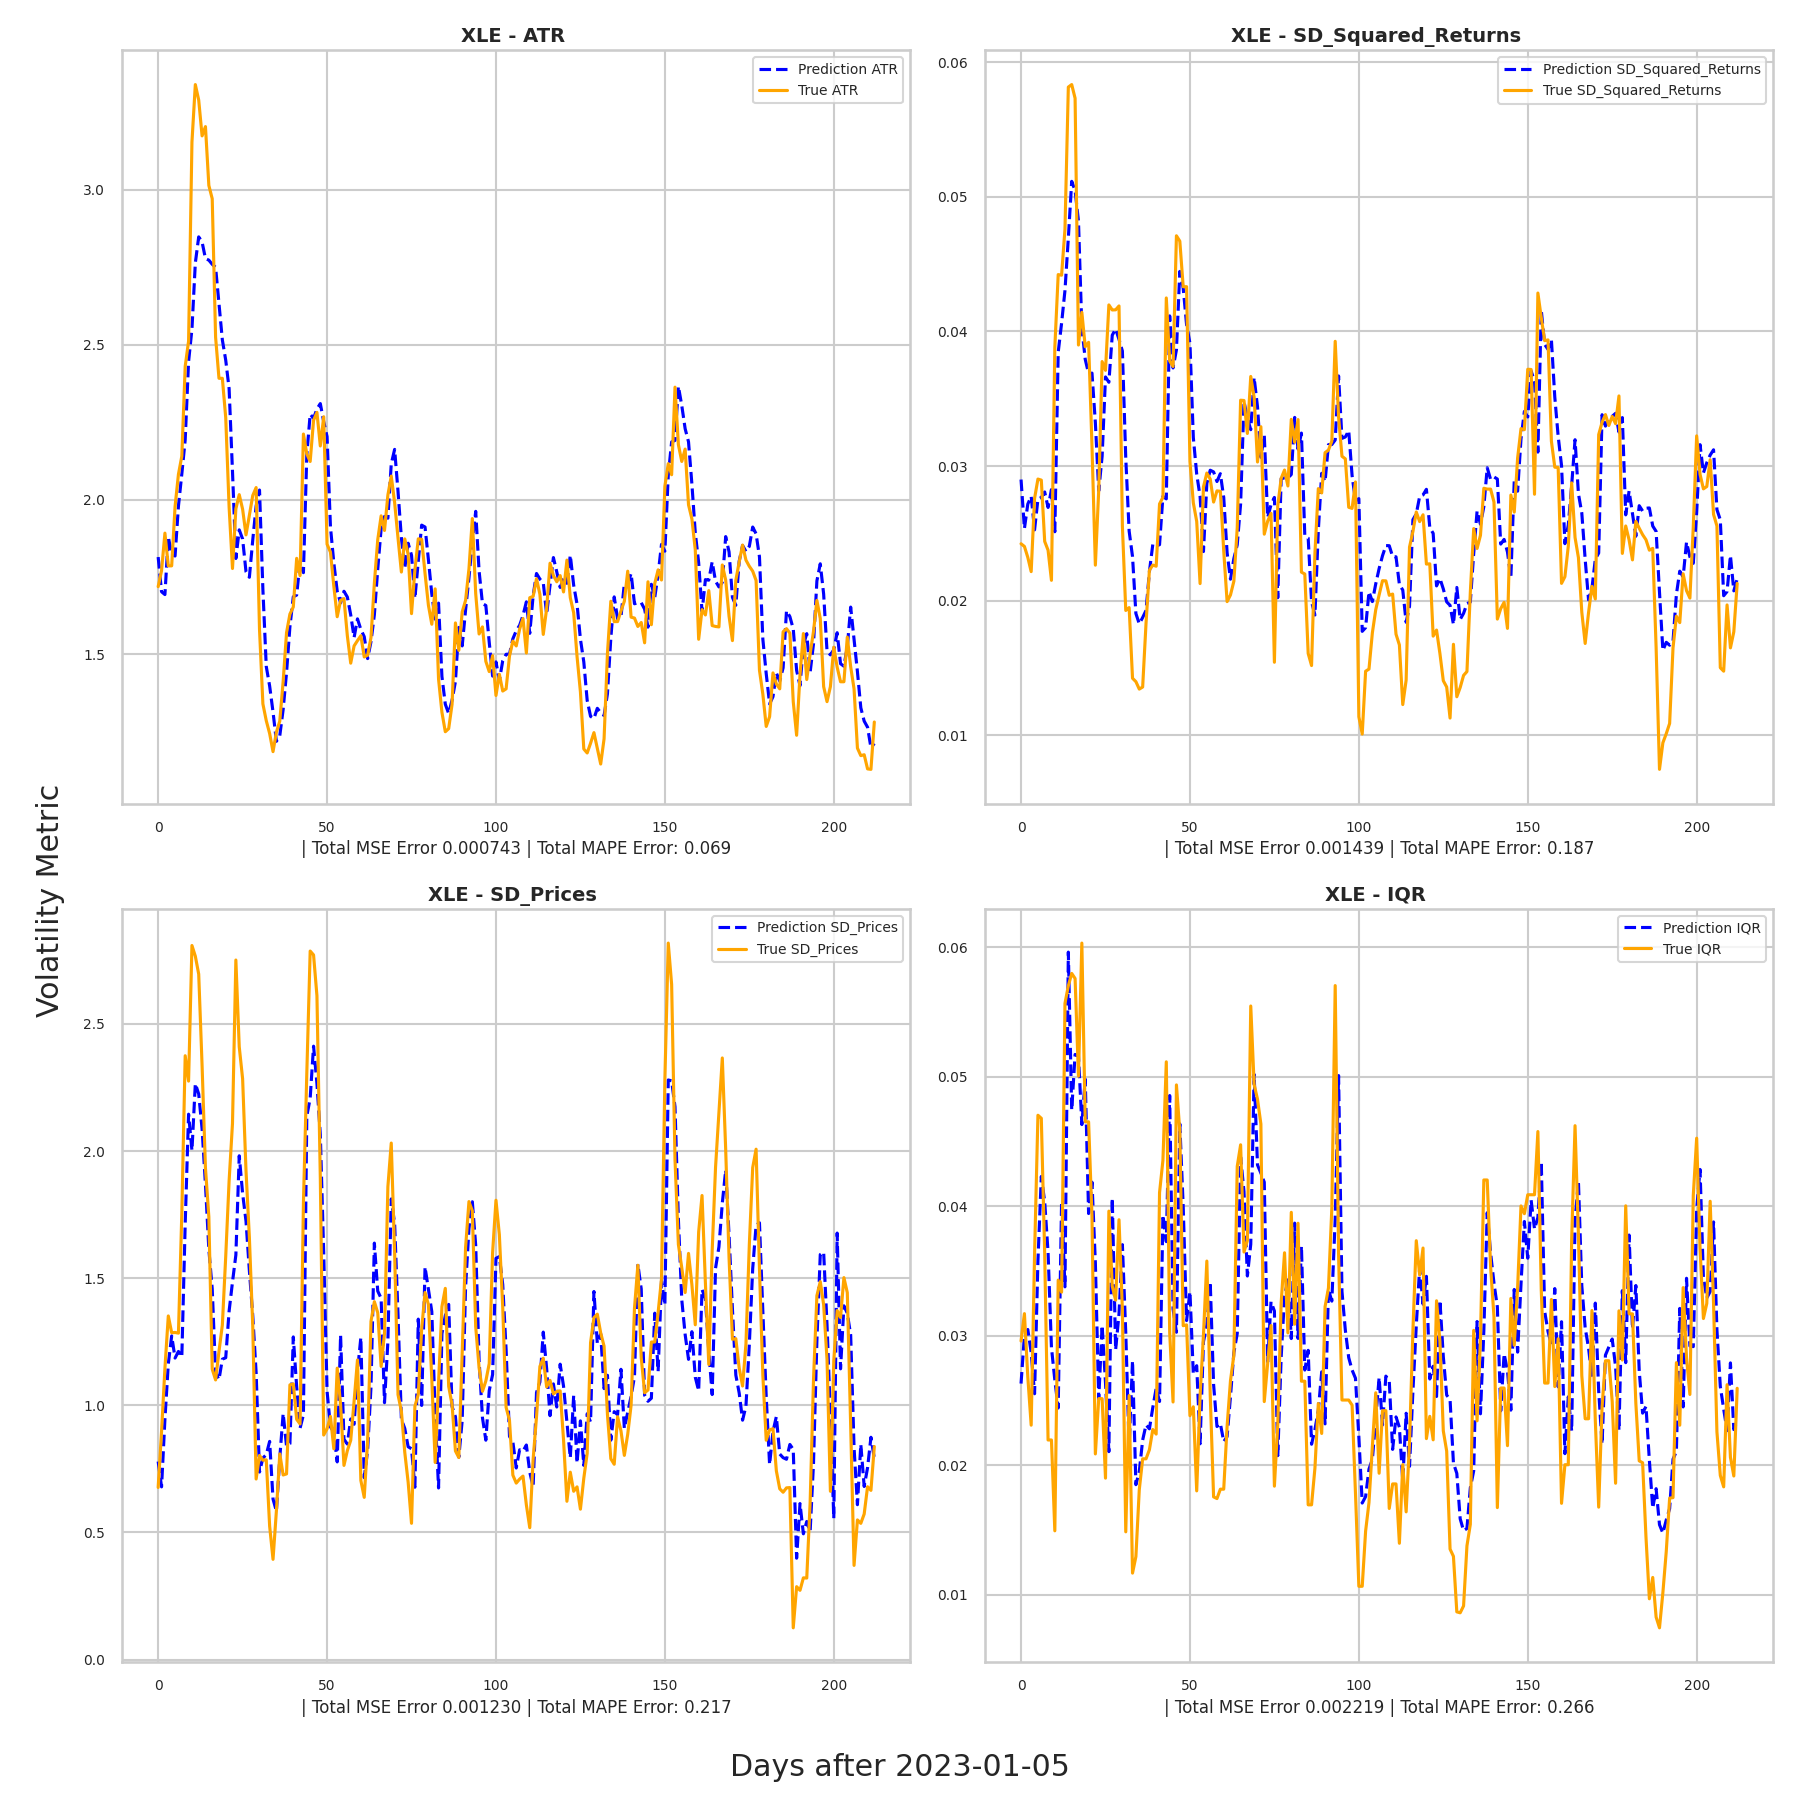 XLE - ATR
Prediction ATR
True ATR
3.0
2.5
2.0
1.5
0 50 100 150 200
| Total MSE Error 0.000743 | Total MAPE Error: 0.069
XLE - SD_Squared_Returns
Prediction SD_Squared_Returns
True SD_Squared_Returns
0.06
0.05
0.04
0.03
0.02
0.01
0 50 100 150 200
| Total MSE Error 0.001439 | Total MAPE Error: 0.187
Volatility Metric
XLE - SD_Prices
Prediction SD_Prices
True SD_Prices
2.5
2.0
1.5
1.0
0.5
0.0
0 50 100 150 200
| Total MSE Error 0.001230 | Total MAPE Error: 0.217
XLE - IQR
Prediction IQR
True IQR
0.06
0.05
0.04
0.03
0.02
0.01
0 50 100 150 200
| Total MSE Error 0.002219 | Total MAPE Error: 0.266
Days after 2023-01-05